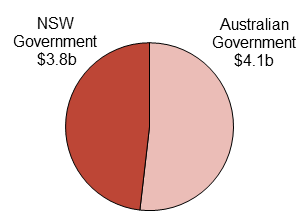 NSW
Government
$3.8b
Australian
Government
$4.1b